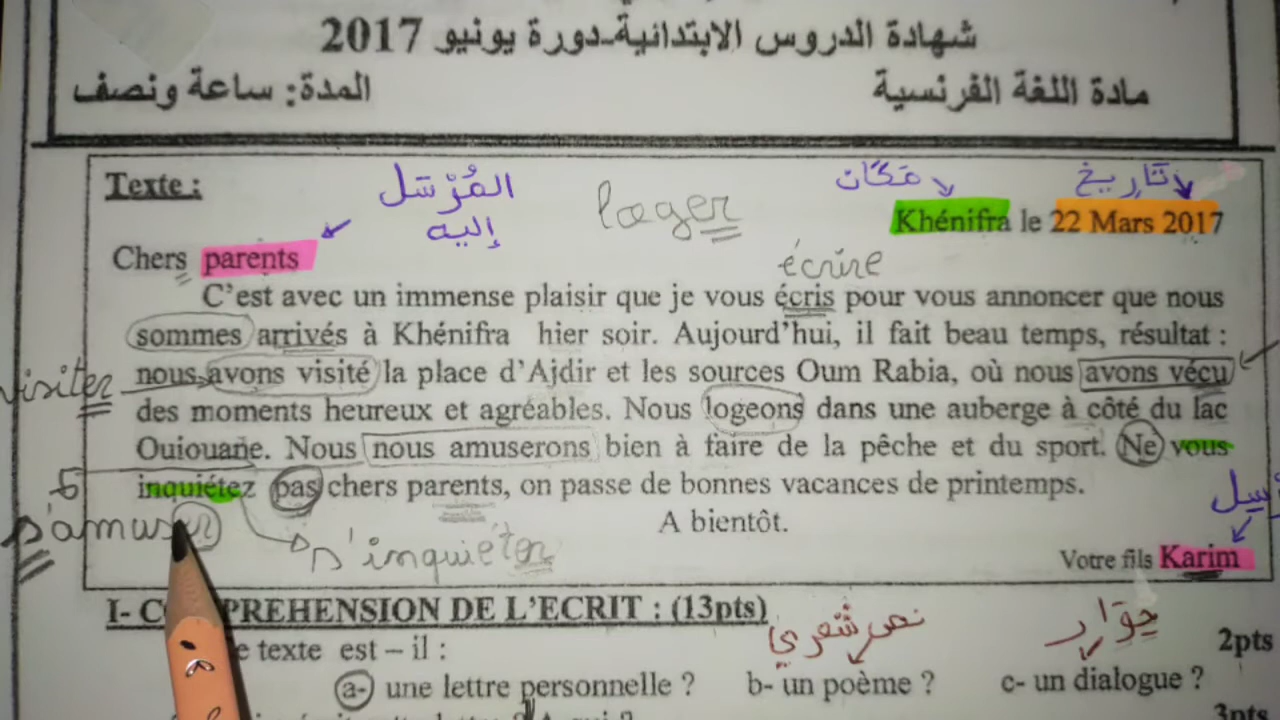 شهادة الدروس الابتدائية-دورة يونيو 2017
مادة اللغة الفرنسية المدة: ساعة ونصف
Texte :
المُرْسَل إليه
loger
مَكَان
تَارِيخ
Khénifra le 22 Mars 2017
Chers parents
écrire
C'est avec un immense plaisir que je vous écris pour vous annoncer que nous
sommes arrivés à Khénifra hier soir. Aujourd'hui, il fait beau temps, résultat :
visiter
nous avons visité la place d'Ajdir et les sources Oum Rabia, où nous avons vécu
des moments heureux et agréables. Nous logeons dans une auberge à côté du lac
Ouiouane. Nous nous amuserons bien à faire de la pêche et du sport. Ne vous
inquiétez pas chers parents, on passe de bonnes vacances de printemps.
s'amuser
A bientôt.
s'inquiéter
Votre fils Karim
PREHENSION DE L'ECRIT : (13pts)
نص شعري
حِوَار
e texte est – il :
2pts
a- une lettre personnelle ? b- un poème ? c- un dialogue ?
3pts